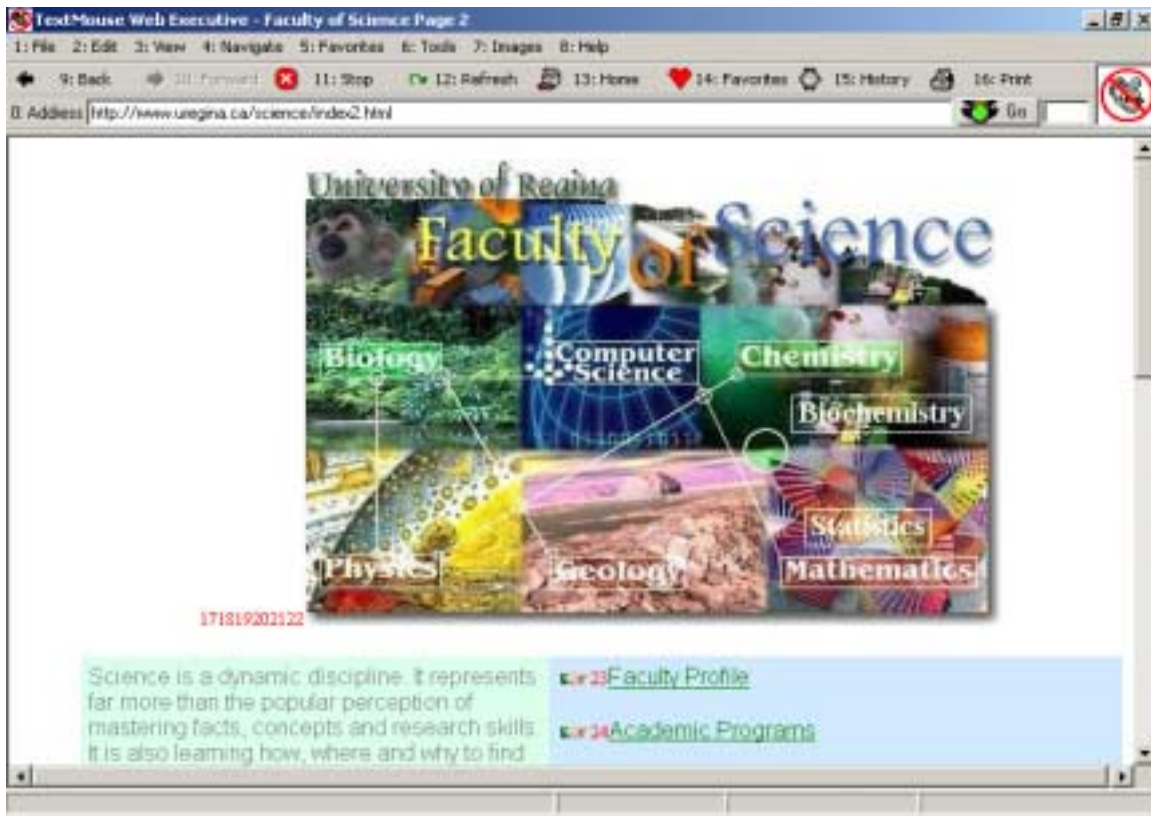 TextMouse Web Executive - Faculty of Science Page 2
1: File 2: Edit 3: View 4: Navigate 5: Favorites 6: Tools 7: Images 8: Help
9: Back 10: Forward 11: Stop 12: Refresh 13: Home 14: Favorites 15: History 16: Print
0: Address http://www.uregina.ca/science/index2.html Go
University of Regina
Faculty of Science
Biology Computer Science Chemistry
Biochemistry
Statistics
Physics Geology Mathematics
171819202122
Science is a dynamic discipline. It represents
far more than the popular perception of
mastering facts, concepts and research skills.
It is also learning how, where and why to find
23Faculty Profile
24Academic Programs